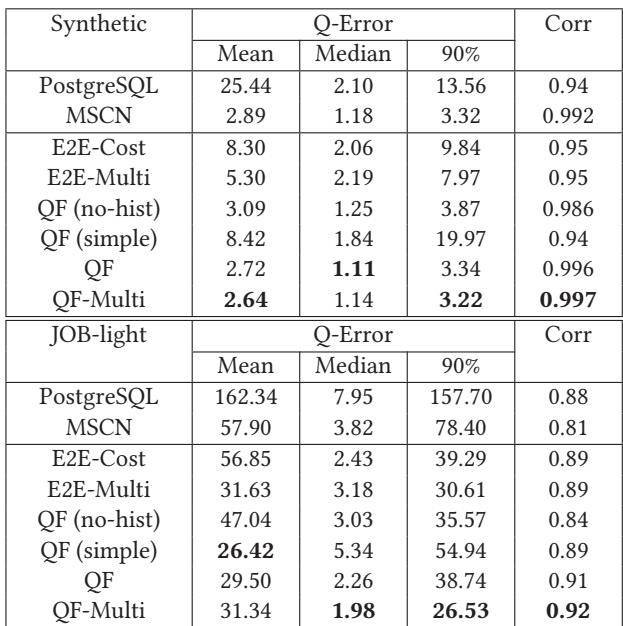 Synthetic Q-Error Corr
Mean Median 90%
PostgreSQL 25.44 2.10 13.56 0.94
MSCN 2.89 1.18 3.32 0.992
E2E-Cost 8.30 2.06 9.84 0.95
E2E-Multi 5.30 2.19 7.97 0.95
QF (no-hist) 3.09 1.25 3.87 0.986
QF (simple) 8.42 1.84 19.97 0.94
QF 2.72 1.11 3.34 0.996
QF-Multi 2.64 1.14 3.22 0.997
JOB-light Q-Error Corr
Mean Median 90%
PostgreSQL 162.34 7.95 157.70 0.88
MSCN 57.90 3.82 78.40 0.81
E2E-Cost 56.85 2.43 39.29 0.89
E2E-Multi 31.63 3.18 30.61 0.89
QF (no-hist) 47.04 3.03 35.57 0.84
QF (simple) 26.42 5.34 54.94 0.89
QF 29.50 2.26 38.74 0.91
QF-Multi 31.34 1.98 26.53 0.92